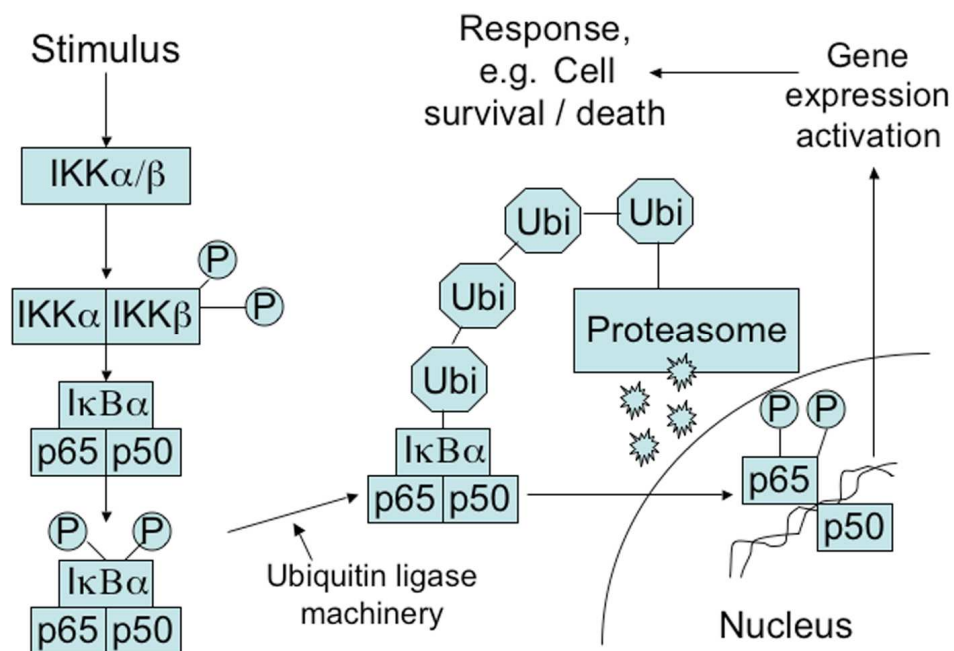 Stimulus
IKKα/β
P
P
IKKα IKKβ
IκBα
p65 p50
P P
IκBα
p65 p50
Ubiquitin ligase
machinery
IκBα
p65 p50
Ubi
Ubi
Ubi
Ubi
Proteasome
P P
p65
p50
Nucleus
Gene
expression
activation
Response,
e.g. Cell
survival / death